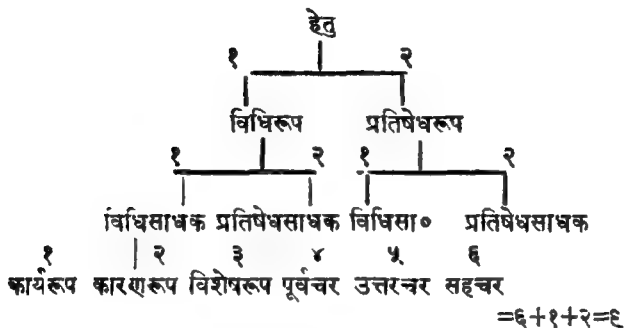 हेतु
१ २
विधिरूप प्रतिषेधरूप
१ २ १ २
विधिसाधक प्रतिषेधसाधक विधिसा० प्रतिषेधसाधक
१ २ ३ ४ ५ ६
कार्यरूप कारणरूप विशेषरूप पूर्वचर उत्तरचर सहचर
=६+१+२=६